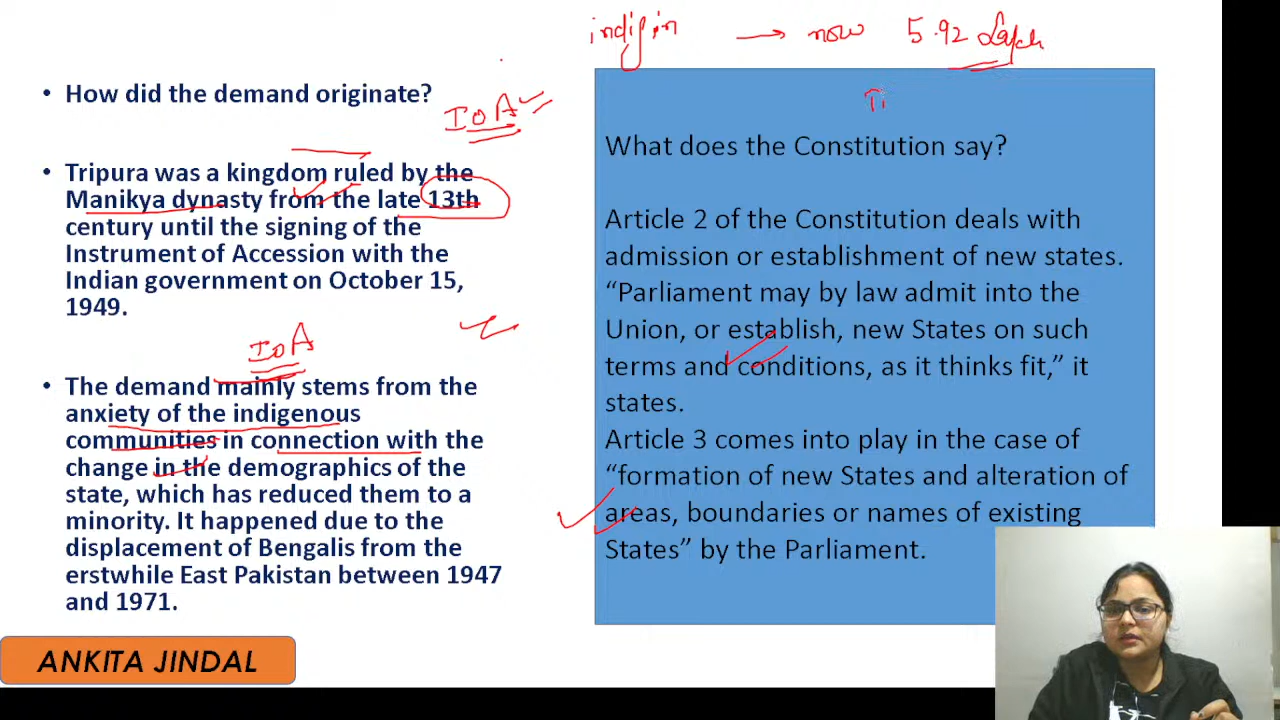 indigin → now 5.92 Lakh
• How did the demand originate?
IOA
• Tripura was a kingdom ruled by the
Manikya dynasty from the late 13th
century until the signing of the
Instrument of Accession with the
Indian government on October 15,
1949.
IOA
• The demand mainly stems from the
anxiety of the indigenous
communities in connection with the
change in the demographics of the
state, which has reduced them to a
minority. It happened due to the
displacement of Bengalis from the
erstwhile East Pakistan between 1947
and 1971.
What does the Constitution say?
Article 2 of the Constitution deals with
admission or establishment of new states.
“Parliament may by law admit into the
Union, or establish, new States on such
terms and conditions, as it thinks fit,” it
states.
Article 3 comes into play in the case of
“formation of new States and alteration of
areas, boundaries or names of existing
States” by the Parliament.
ANKITA JINDAL